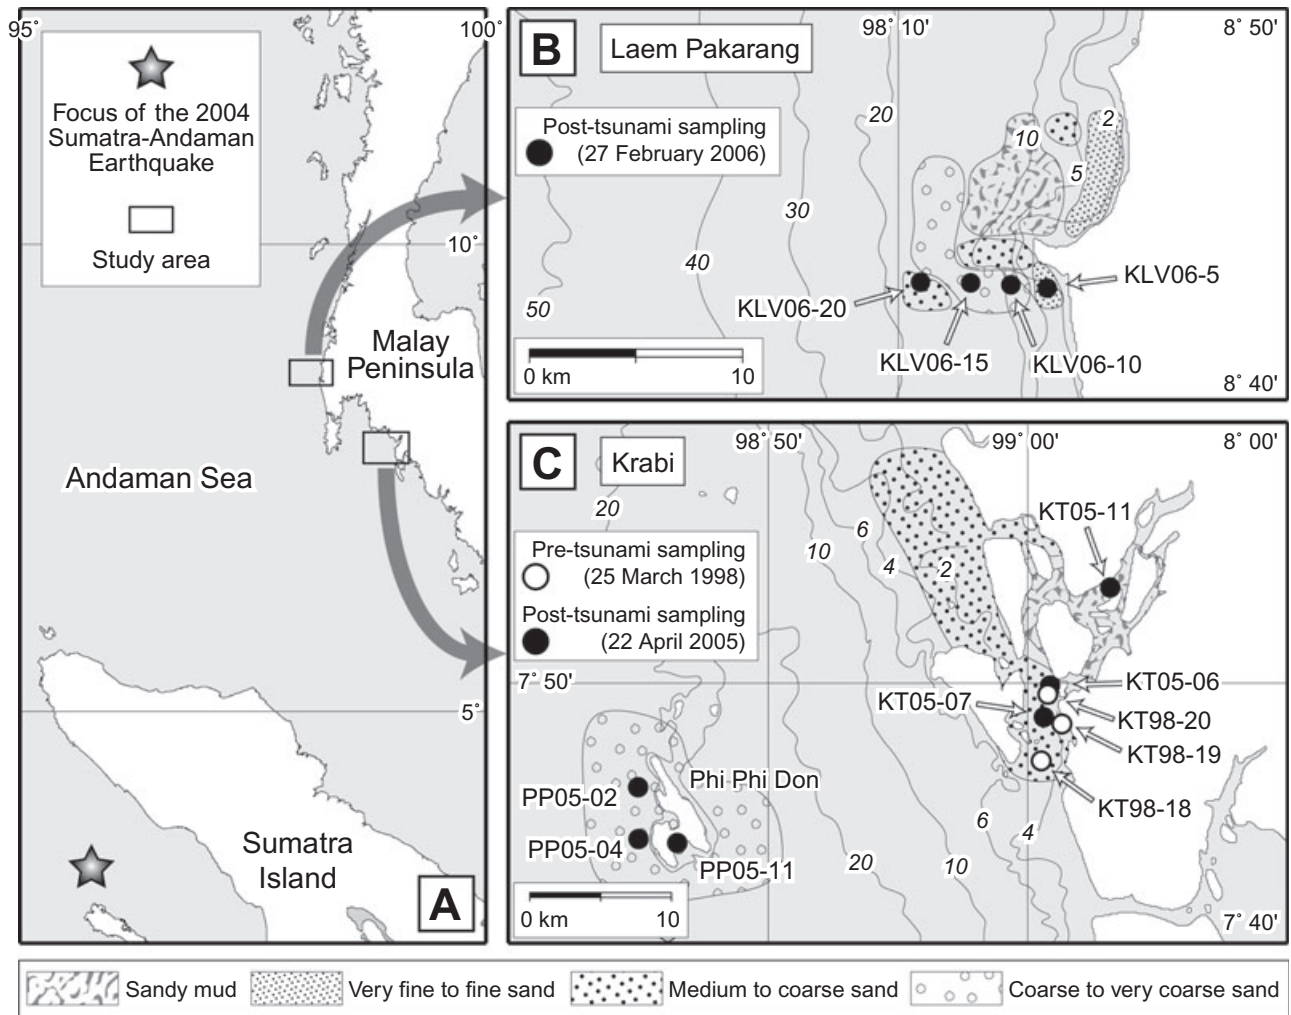 95°
100°
Focus of the 2004
Sumatra-Andaman
Earthquake
Study area
10°
Malay
Peninsula
Andaman Sea
5°
Sumatra
Island
A
B
Laem Pakarang
98° 10'
8° 50'
Post-tsunami sampling
(27 February 2006)
20
10
2
5
30
40
50
KLV06-5
KLV06-20
KLV06-15
KLV06-10
0 km
10
8° 40'
C
Krabi
98° 50'
99° 00'
8° 00'
20
10
6
4
2
KT05-11
Pre-tsunami sampling
(25 March 1998)
Post-tsunami sampling
(22 April 2005)
7° 50'
KT05-07
KT05-06
KT98-20
KT98-19
KT98-18
Phi Phi Don
PP05-02
PP05-04
PP05-11
20
10
6
4
0 km
10
7° 40'
Sandy mud
Very fine to fine sand
Medium to coarse sand
Coarse to very coarse sand